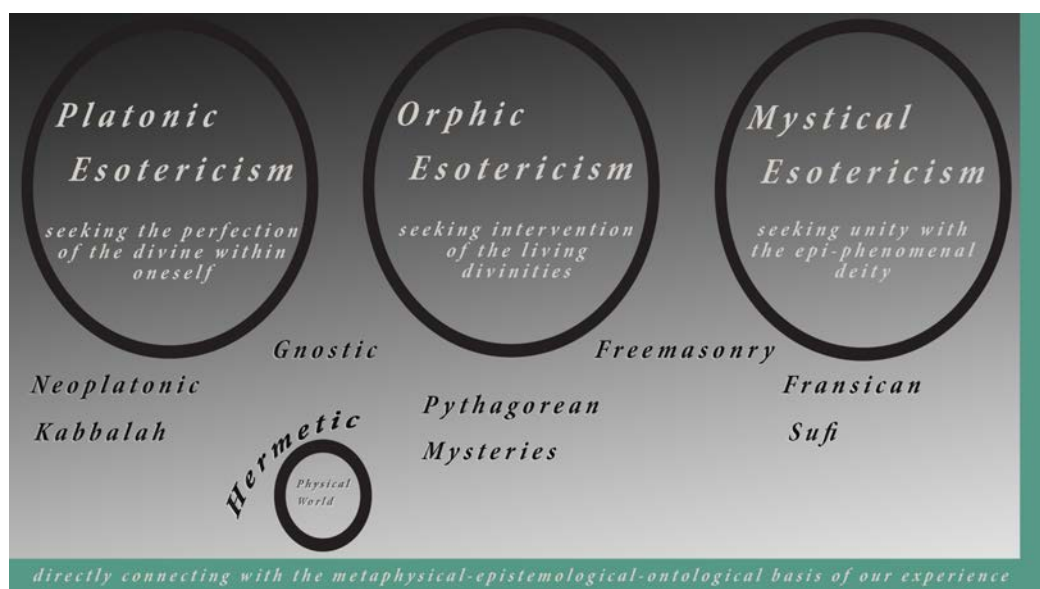 Platonic
Esotericism
seeking the perfection
of the divine within
oneself
Orphic
Esotericism
seeking intervention
of the living
divinities
Mystical
Esotericism
seeking unity with
the epi-phenomenal
deity
Gnostic
Freemasonry
Neoplatonic
Kabbalah
Pythagorean
Mysteries
Fransican
Sufi
Hermetic
Physical
World
directly connecting with the metaphysical-epistemological-ontological basis of our experience